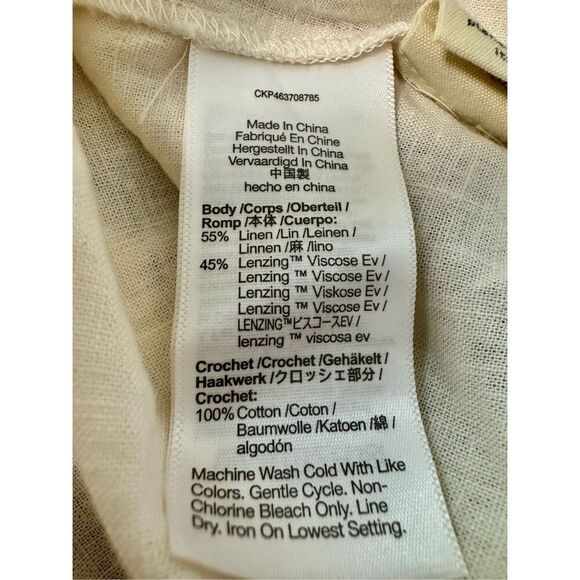 CKP463708785
Made In China
Fabriqué En Chine
Hergestellt In China
Vervaardigd In China
中国製
hecho en china
Body /Corps /Oberteil /
Romp /本体 /Cuerpo:
55% Linen /Lin /Leinen /
Linnen /麻 /lino
45% Lenzing ™ Viscose Ev /
Lenzing ™ Viscose Ev /
Lenzing ™ Viskose Ev /
Lenzing ™ Viscose Ev /
LENZING™ビスコースEV /
lenzing ™ viscosa ev
Crochet /Crochet /Gehäkelt /
Haakwerk /クロッシェ部分 /
Crochet:
100% Cotton /Coton /
Baumwolle /Katoen /綿 /
algodón
Machine Wash Cold With Like
Colors. Gentle Cycle. Non-
Chlorine Bleach Only. Line
Dry. Iron On Lowest Setting.